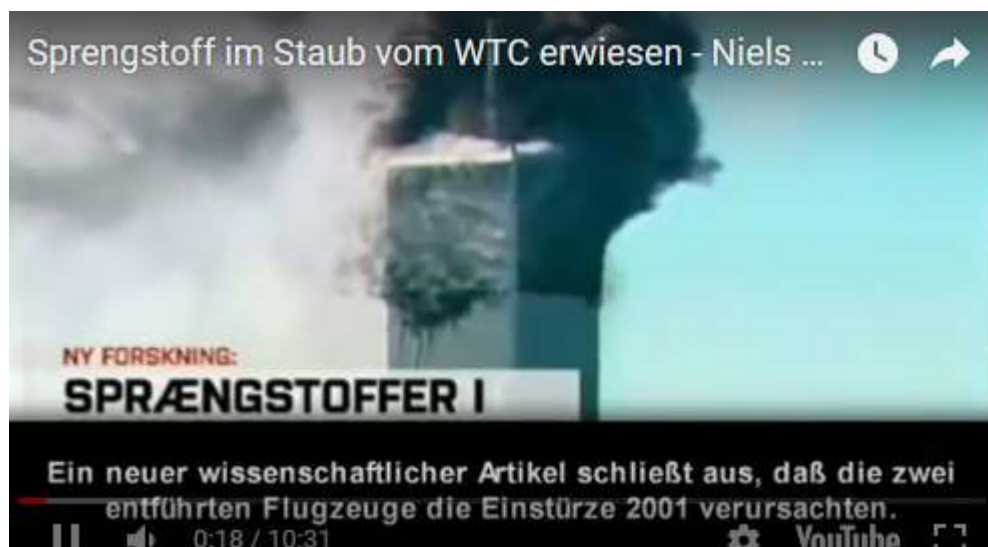 Sprengstoff im Staub vom WTC erwiesen - Niels ...
NY FORSKNING:
SPRÆNGSTOFFER I
Ein neuer wissenschaftlicher Artikel schließt aus, daß die zwei
entführten Flugzeuge die Einstürze 2001 verursachten.
0:18 / 10:31
YouTube